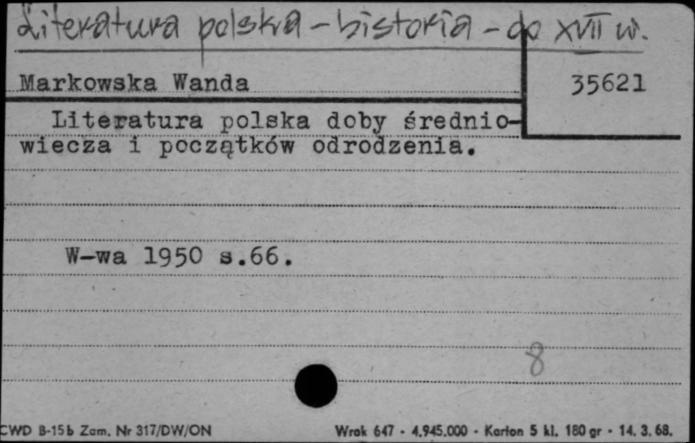 Literatura polska - historia - do XVII w.
Markowska Wanda
35621
Literatura polska doby średnio-
wiecza i początków odrodzenia.
W-wa 1950 s.66.
8
CWD B-15b Zam. Nr 317/DW/ON
Wrak 647 · 4.945.000 · Karton 5 kl. 180 gr · 14. 3. 68.